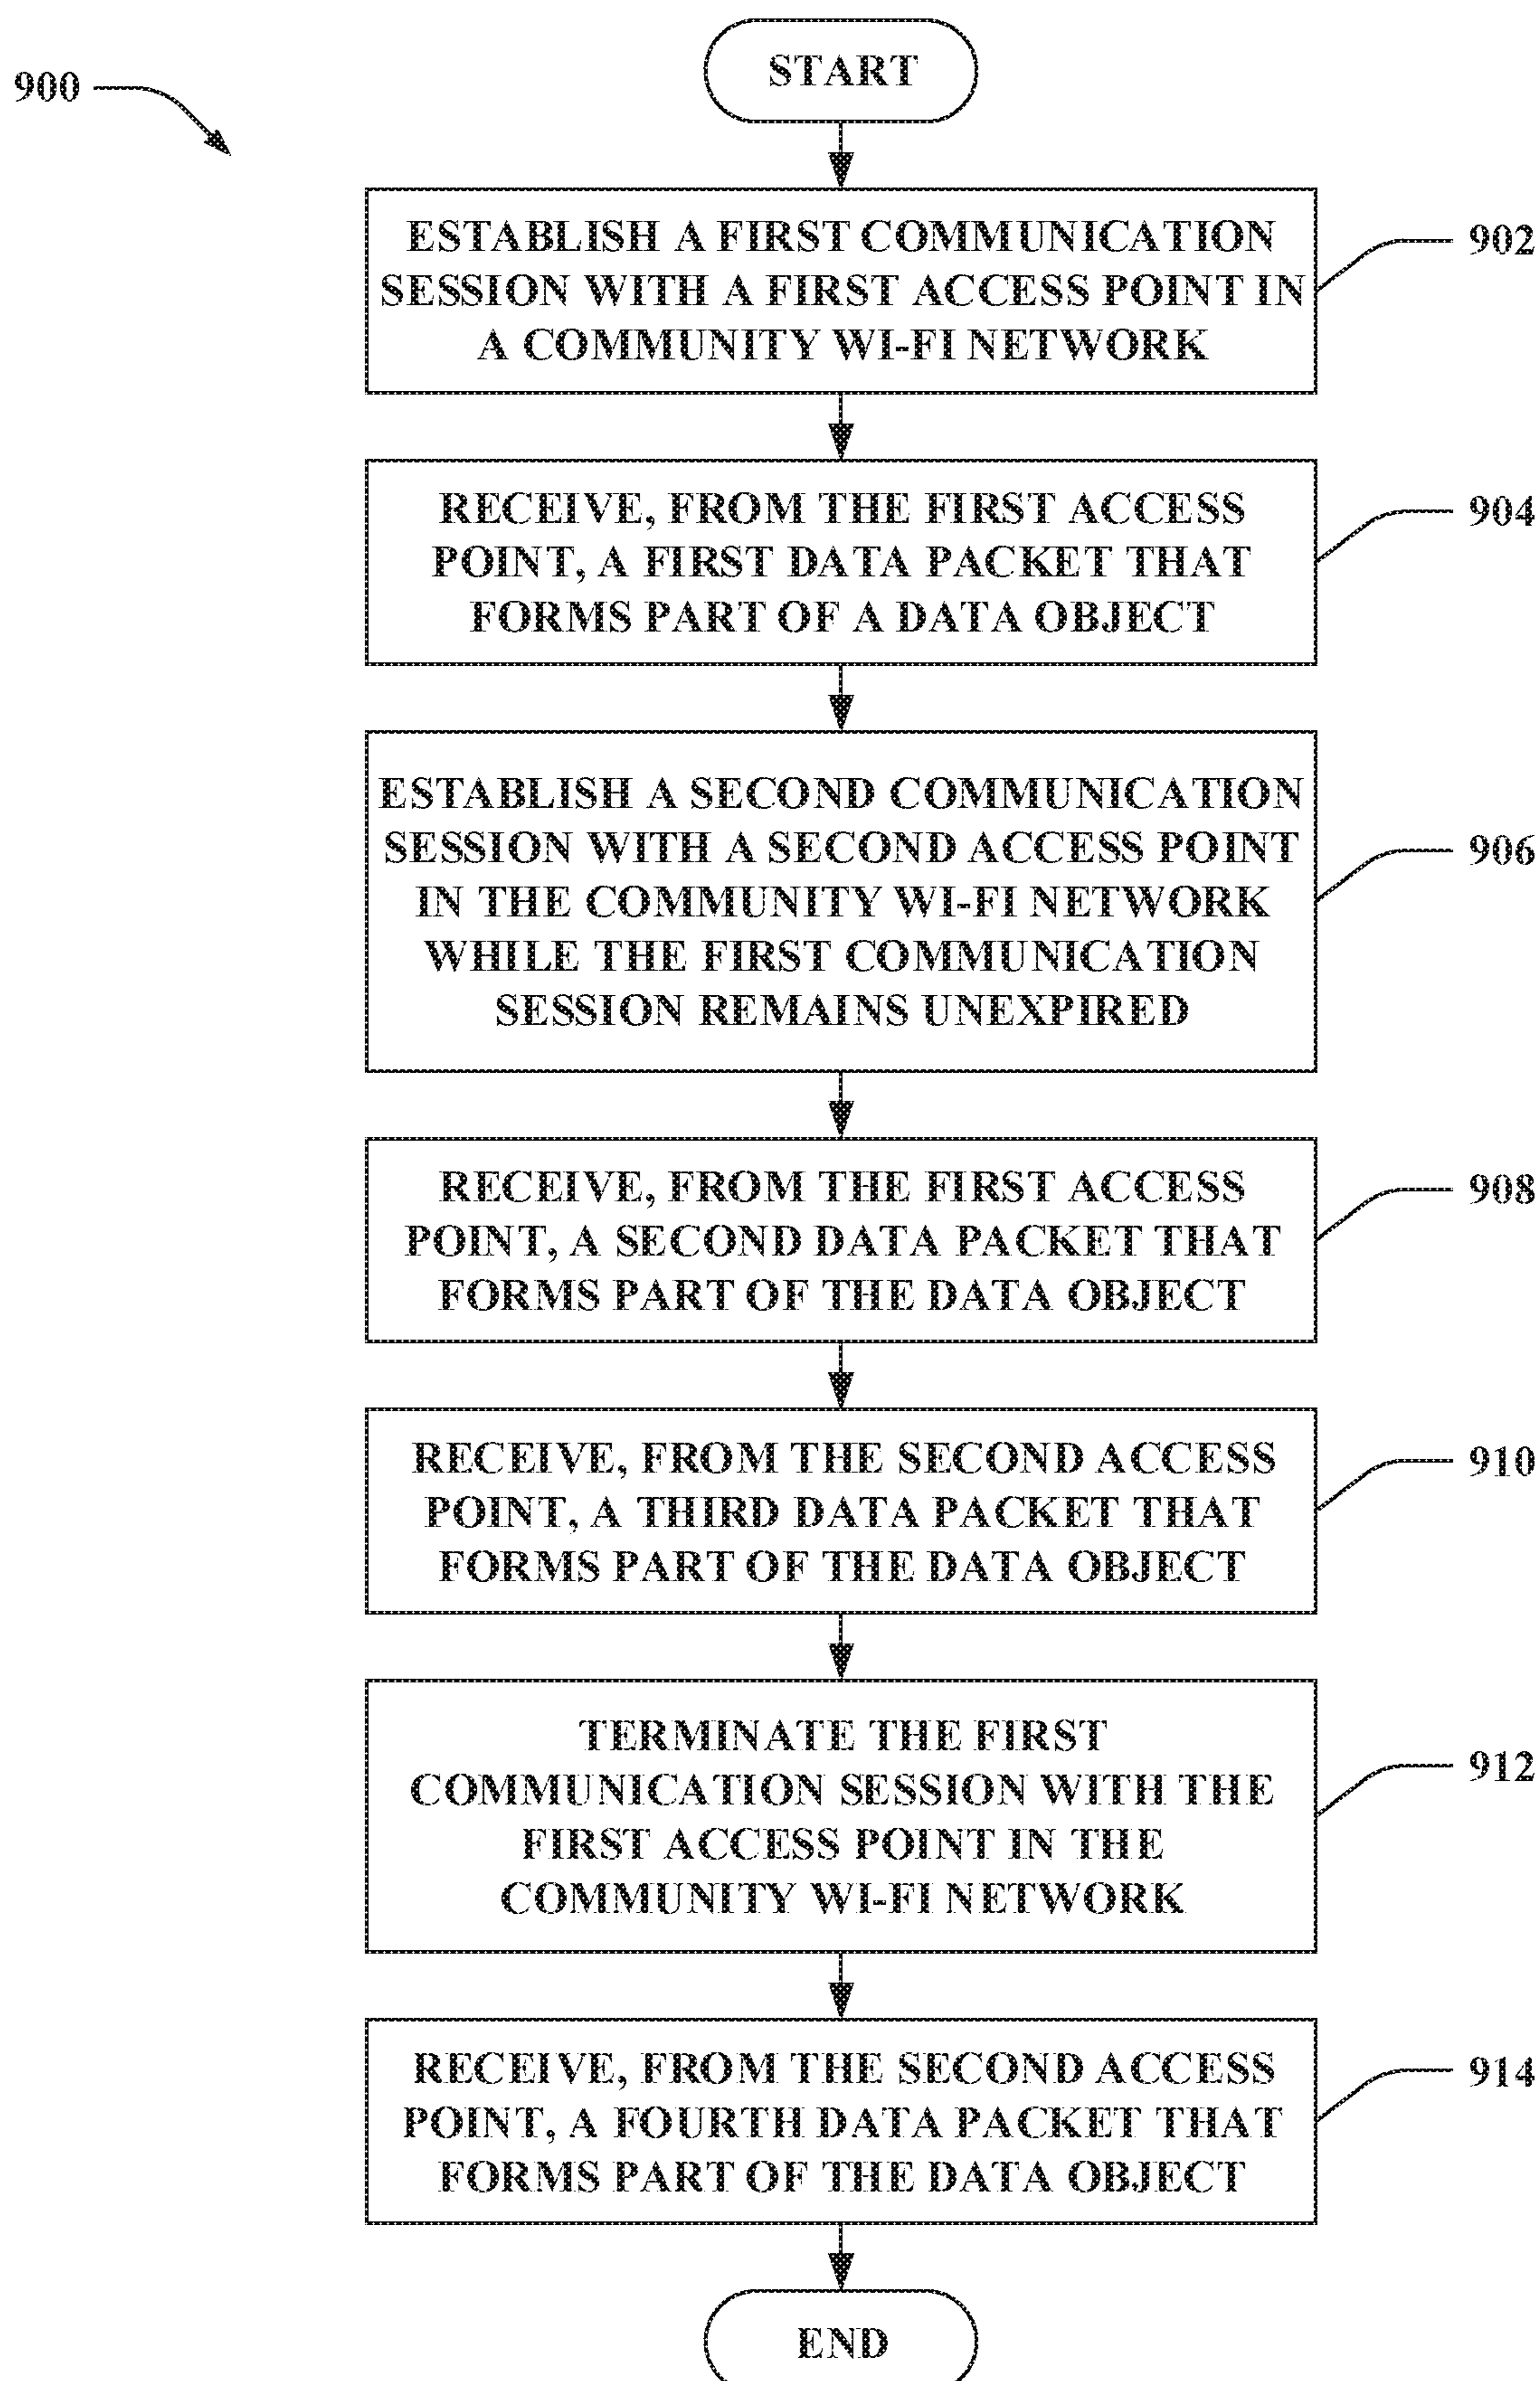 900
START
ESTABLISH A FIRST COMMUNICATION
SESSION WITH A FIRST ACCESS POINT IN
A COMMUNITY WI-FI NETWORK
902
RECEIVE, FROM THE FIRST ACCESS
POINT, A FIRST DATA PACKET THAT
FORMS PART OF A DATA OBJECT
904
ESTABLISH A SECOND COMMUNICATION
SESSION WITH A SECOND ACCESS POINT
IN THE COMMUNITY WI-FI NETWORK
WHILE THE FIRST COMMUNICATION
SESSION REMAINS UNEXPIRED
906
RECEIVE, FROM THE FIRST ACCESS
POINT, A SECOND DATA PACKET THAT
FORMS PART OF THE DATA OBJECT
908
RECEIVE, FROM THE SECOND ACCESS
POINT, A THIRD DATA PACKET THAT
FORMS PART OF THE DATA OBJECT
910
TERMINATE THE FIRST
COMMUNICATION SESSION WITH THE
FIRST ACCESS POINT IN THE
COMMUNITY WI-FI NETWORK
912
RECEIVE, FROM THE SECOND ACCESS
POINT, A FOURTH DATA PACKET THAT
FORMS PART OF THE DATA OBJECT
914
END